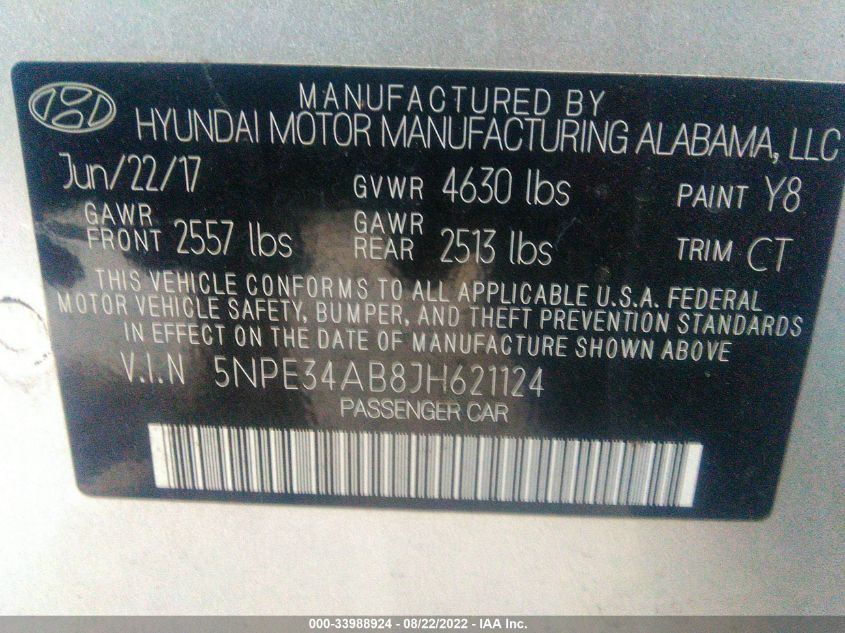 MANUFACTURED BY
HYUNDAI MOTOR MANUFACTURING ALABAMA, LLC
Jun/22/17 GVWR 4630 lbs PAINT Y8
GAWR FRONT 2557 lbs GAWR REAR 2513 lbs TRIM CT
THIS VEHICLE CONFORMS TO ALL APPLICABLE U.S.A. FEDERAL
MOTOR VEHICLE SAFETY, BUMPER, AND THEFT PREVENTION STANDARDS
IN EFFECT ON THE DATE OF MANUFACTURE SHOWN ABOVE
V.I.N 5NPE34AB8JH621124
PASSENGER CAR
000-33988924 - 08/22/2022 - IAA Inc.